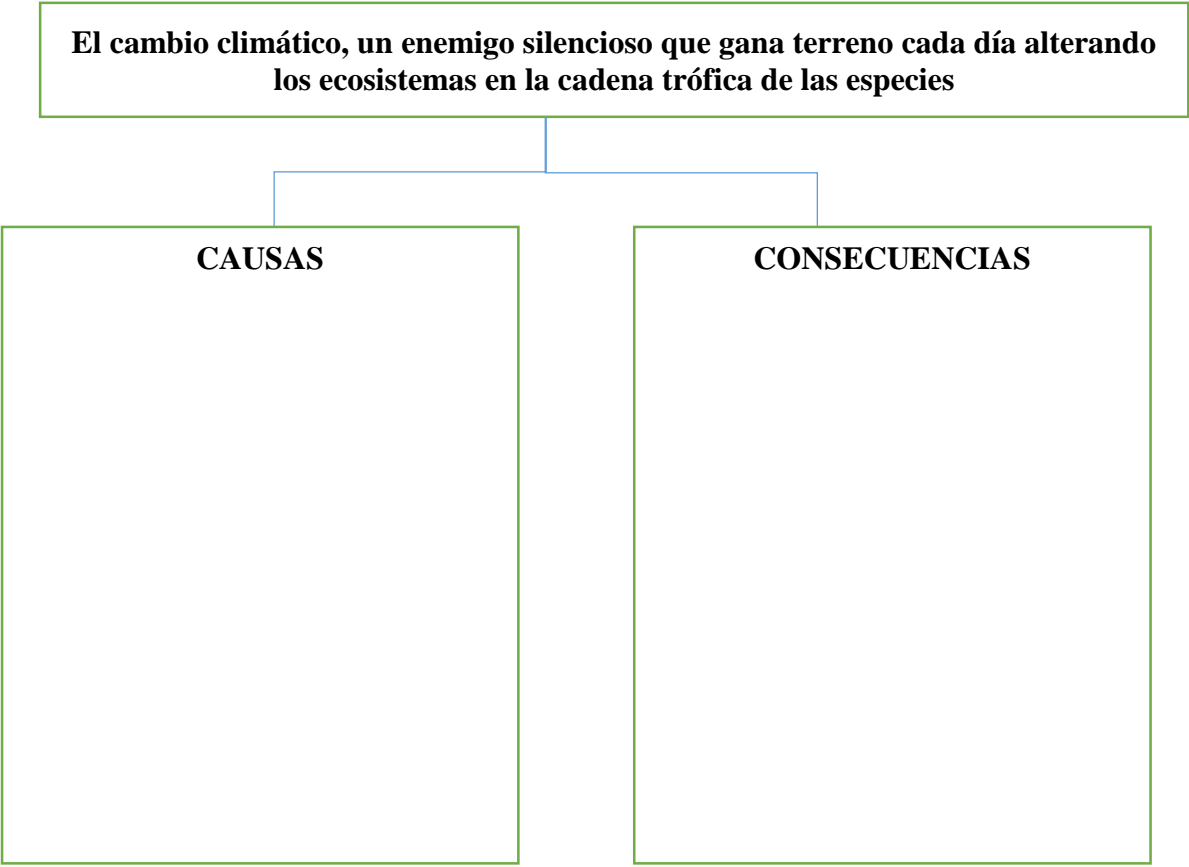 El cambio climático, un enemigo silencioso que gana terreno cada día alterando
los ecosistemas en la cadena trófica de las especies
CAUSAS
CONSECUENCIAS